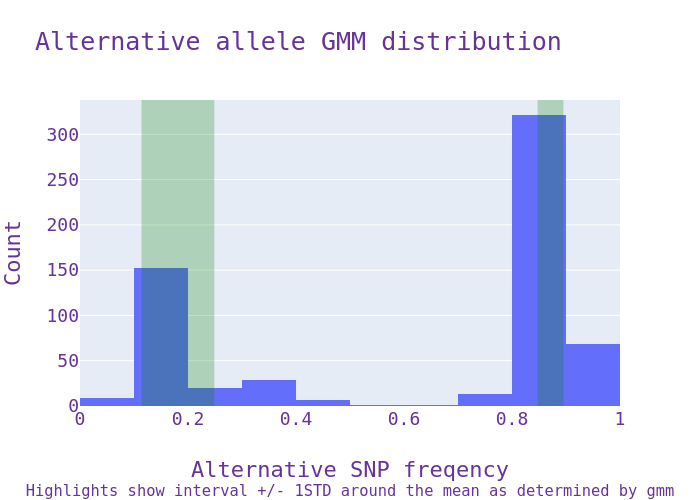 Alternative allele GMM distribution
Count
300
250
200
150
100
50
0
0 0.2 0.4 0.6 0.8 1
Alternative SNP freqency
Highlights show interval +/- 1STD around the mean as determined by gmm